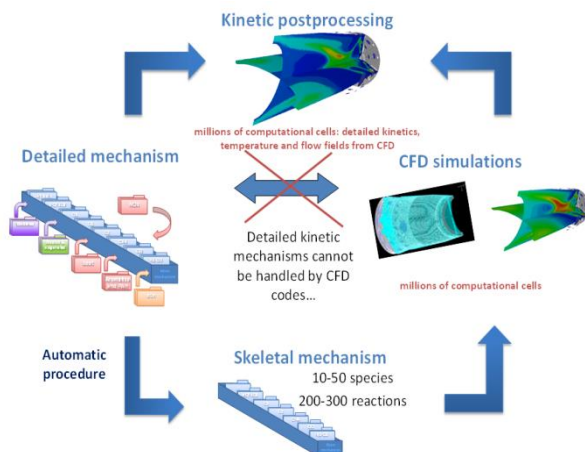 Kinetic postprocessing
millions of computational cells: detailed kinetics,
temperature and flow fields from CFD
Detailed mechanism
CFD simulations
Detailed kinetic
mechanisms cannot
be handled by CFD
codes...
millions of computational cells
Automatic
procedure
Skeletal mechanism
10-50 species
200-300 reactions